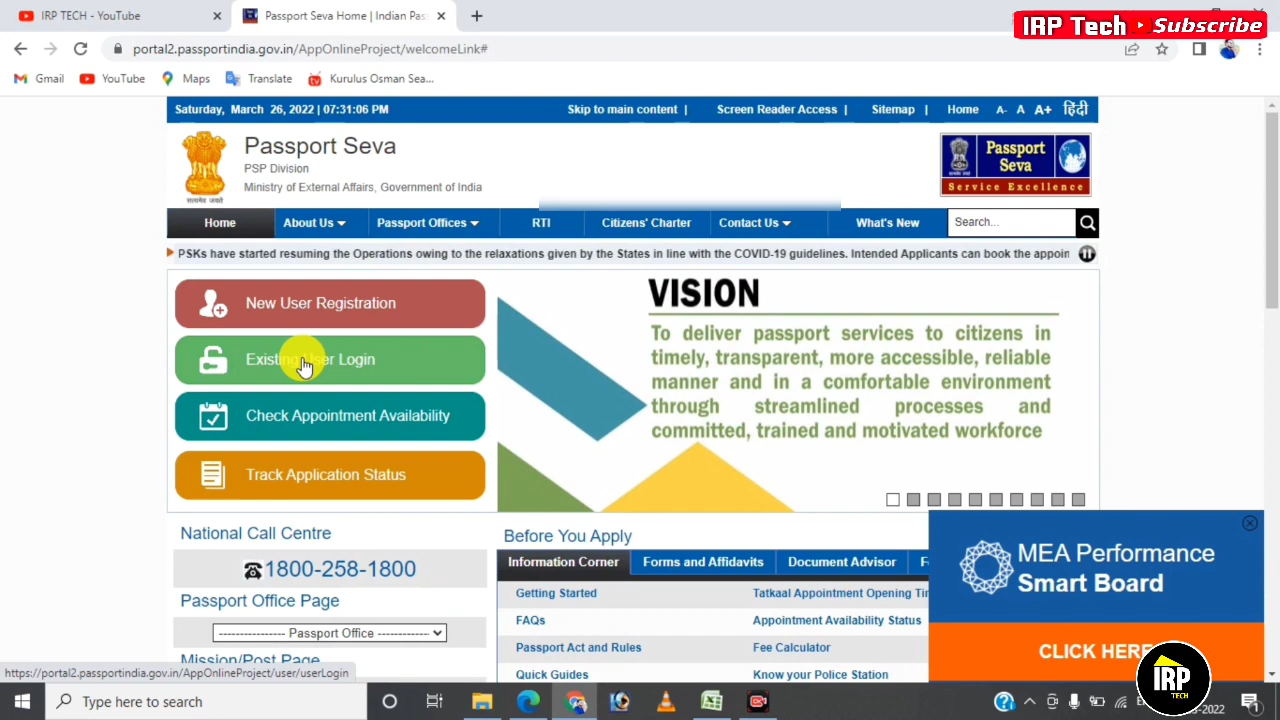 IRP TECH - YouTube
Passport Seva Home | Indian Pas
IRP Tech Subscribe
portal2.passportindia.gov.in/AppOnlineProject/welcomeLink#
Gmail YouTube Maps Translate Kurulus Osman Sea...
Saturday, March 26, 2022 | 07:31:06 PM Skip to main content | Screen Reader Access | Sitemap | Home A- A A+ हिंदी
Passport Seva
PSP Division
Ministry of External Affairs, Government of India
Passport
Seva
Service Excellence
Home About Us Passport Offices RTI Citizens' Charter Contact Us What's New Search...
PSKs have started resuming the Operations owing to the relaxations given by the States in line with the COVID-19 guidelines. Intended Applicants can book the appoin
New User Registration
Existing User Login
Check Appointment Availability
Track Application Status
VISION
To deliver passport services to citizens in
timely, transparent, more accessible, reliable
manner and in a comfortable environment
through streamlined processes and
committed, trained and motivated workforce
National Call Centre
1800-258-1800
Passport Office Page
---------------- Passport Office ------------
Mission/Post Page
Before You Apply
Information Corner Forms and Affidavits Document Advisor
Getting Started Tatkaal Appointment Opening Tim
FAQs Appointment Availability Status
Passport Act and Rules Fee Calculator
Quick Guides Know your Police Station
MEA Performance
Smart Board
CLICK HERE
https://portal2.passportindia.gov.in/AppOnlineProject/user/userLogin
Type here to search
IRP
TECH